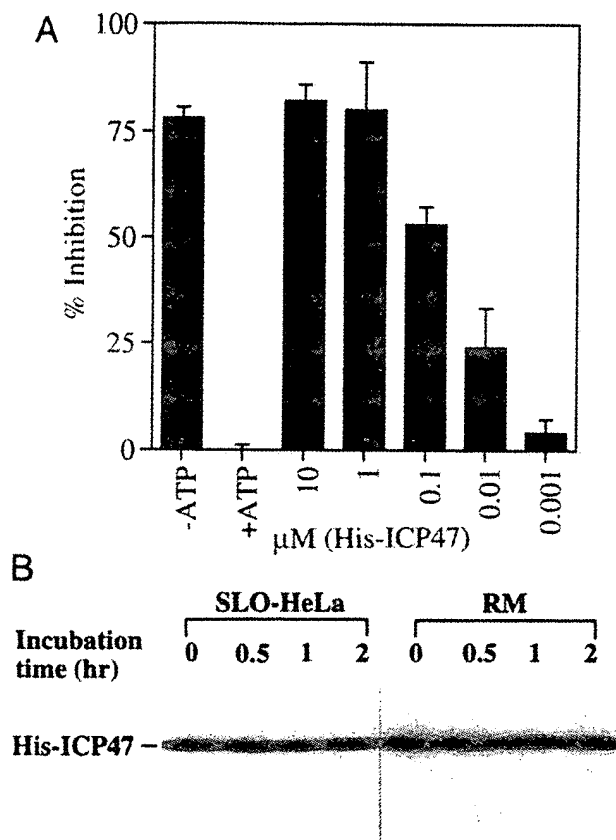 A
100
75
50
25
0
% Inhibition
-ATP +ATP 10 1 0.1 0.01 0.001
µM (His-ICP47)
B
SLO-HeLa RM
Incubation time (hr) 0 0.5 1 2 0 0.5 1 2
His-ICP47 –